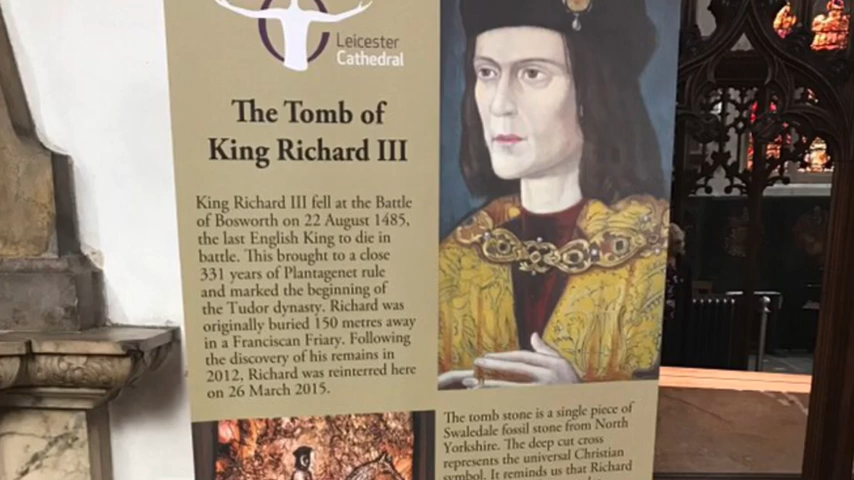 Leicester
Cathedral
The Tomb of
King Richard III
King Richard III fell at the Battle
of Bosworth on 22 August 1485,
the last English King to die in
battle. This brought to a close
331 years of Plantagenet rule
and marked the beginning of
the Tudor dynasty. Richard was
originally buried 150 metres away
in a Franciscan Friary. Following
the discovery of his remains in
2012, Richard was reinterred here
on 26 March 2015.
The tomb stone is a single piece of
Swaledale fossil stone from North
Yorkshire. The deep cut cross
represents the universal Christian
symbol. It reminds us that Richard